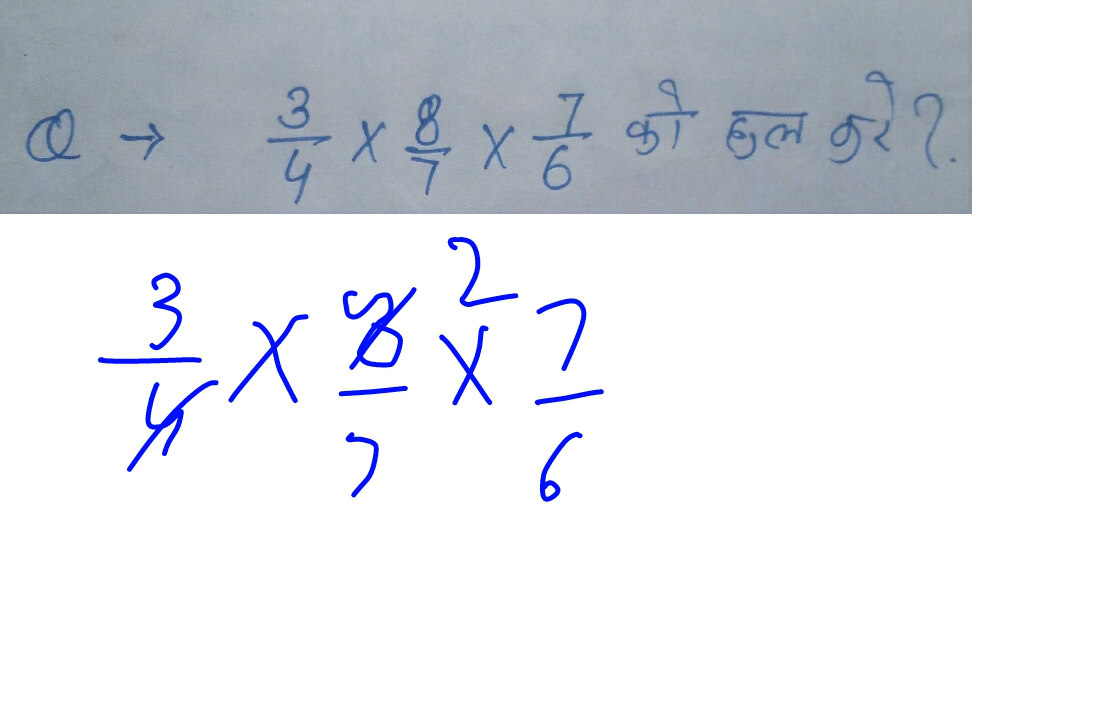 Q → 3/4 × 8/7 × 7/6 को हल करे ?.
3/4 × 8/7 2 × 7/6